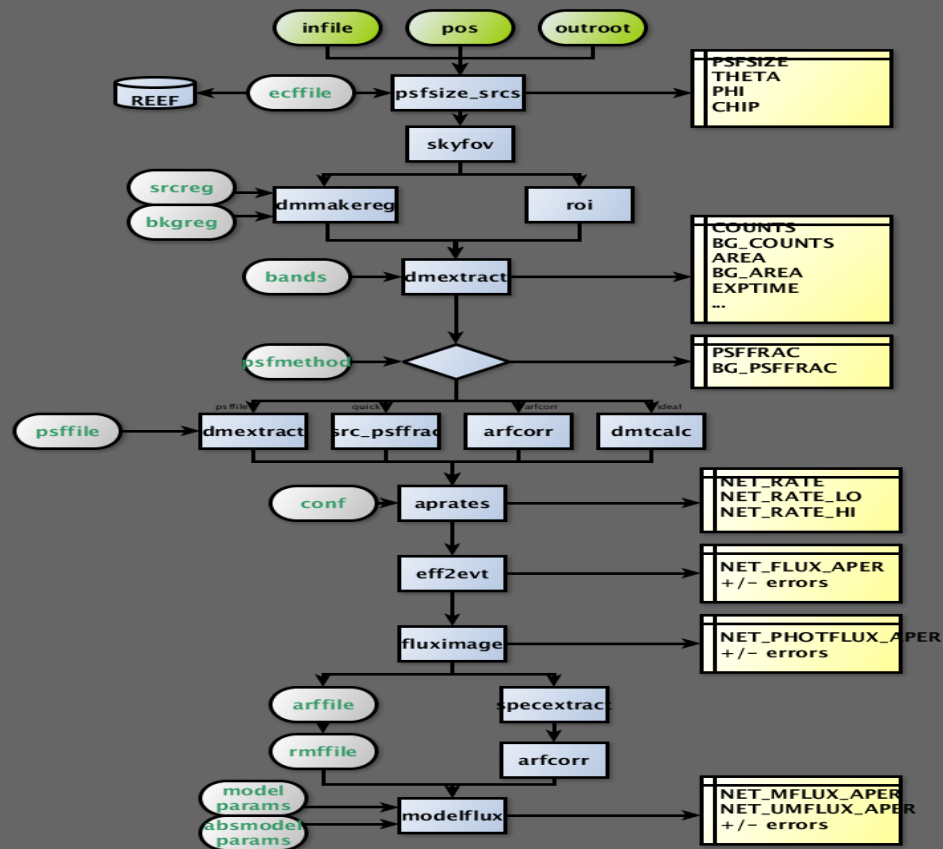 infile
pos
outroot
REEF
ecffile
psfsize_srcs
PSFSIZE
THETA
PHI
CHIP
skyfov
srcreg
bkgreg
dmmakereg
roi
COUNTS
BG_COUNTS
AREA
BG_AREA
EXPTIME
...
bands
dmextract
psfmethod
PSFFRAC
BG_PSFFRAC
psffile
quick
arfcorr
ideal
psffile
dmextract
src_psffrac
arfcorr
dmtcalc
conf
aprates
NET_RATE
NET_RATE_LO
NET_RATE_HI
eff2evt
NET_FLUX_APER
+/- errors
fluximage
NET_PHOTFLUX_APER
+/- errors
arffile
specextract
rmffile
arfcorr
model
params
absmodel
params
modelflux
NET_MFLUX_APER
NET_UMFLUX_APER
+/- errors